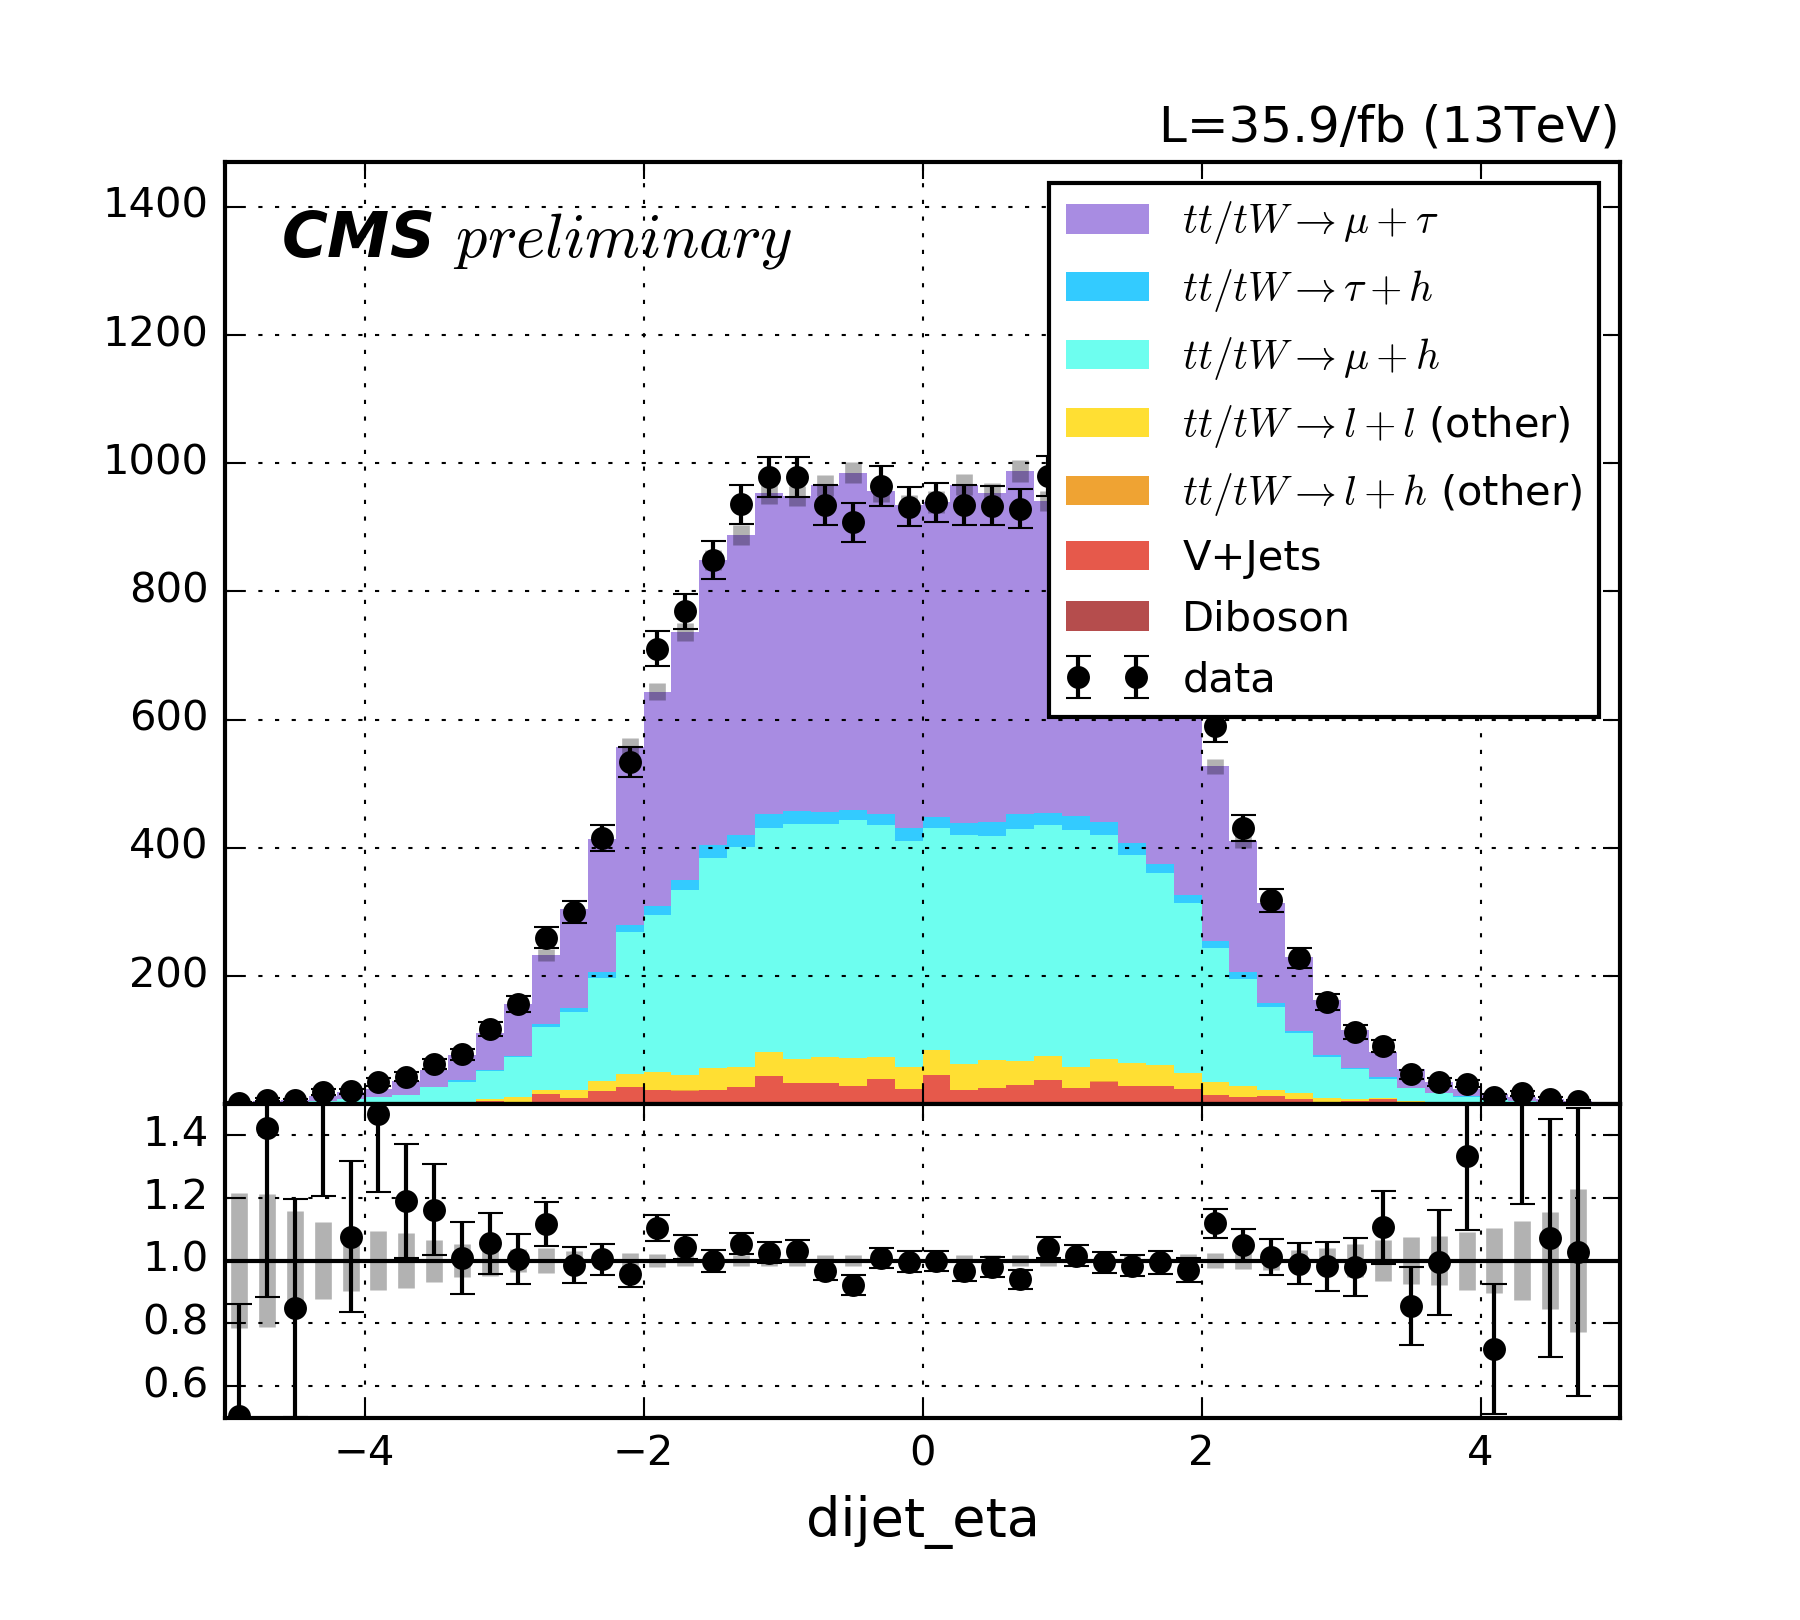 L=35.9/fb (13TeV)
CMS preliminary
1400
1200
1000
800
600
400
200
tt/tW→μ+τ
tt/tW→τ+h
tt/tW→μ+h
tt/tW→l+l (other)
tt/tW→l+h (other)
V+Jets
Diboson
data
1.4
1.2
1.0
0.8
0.6
−4 −2 0 2 4
dijet_eta